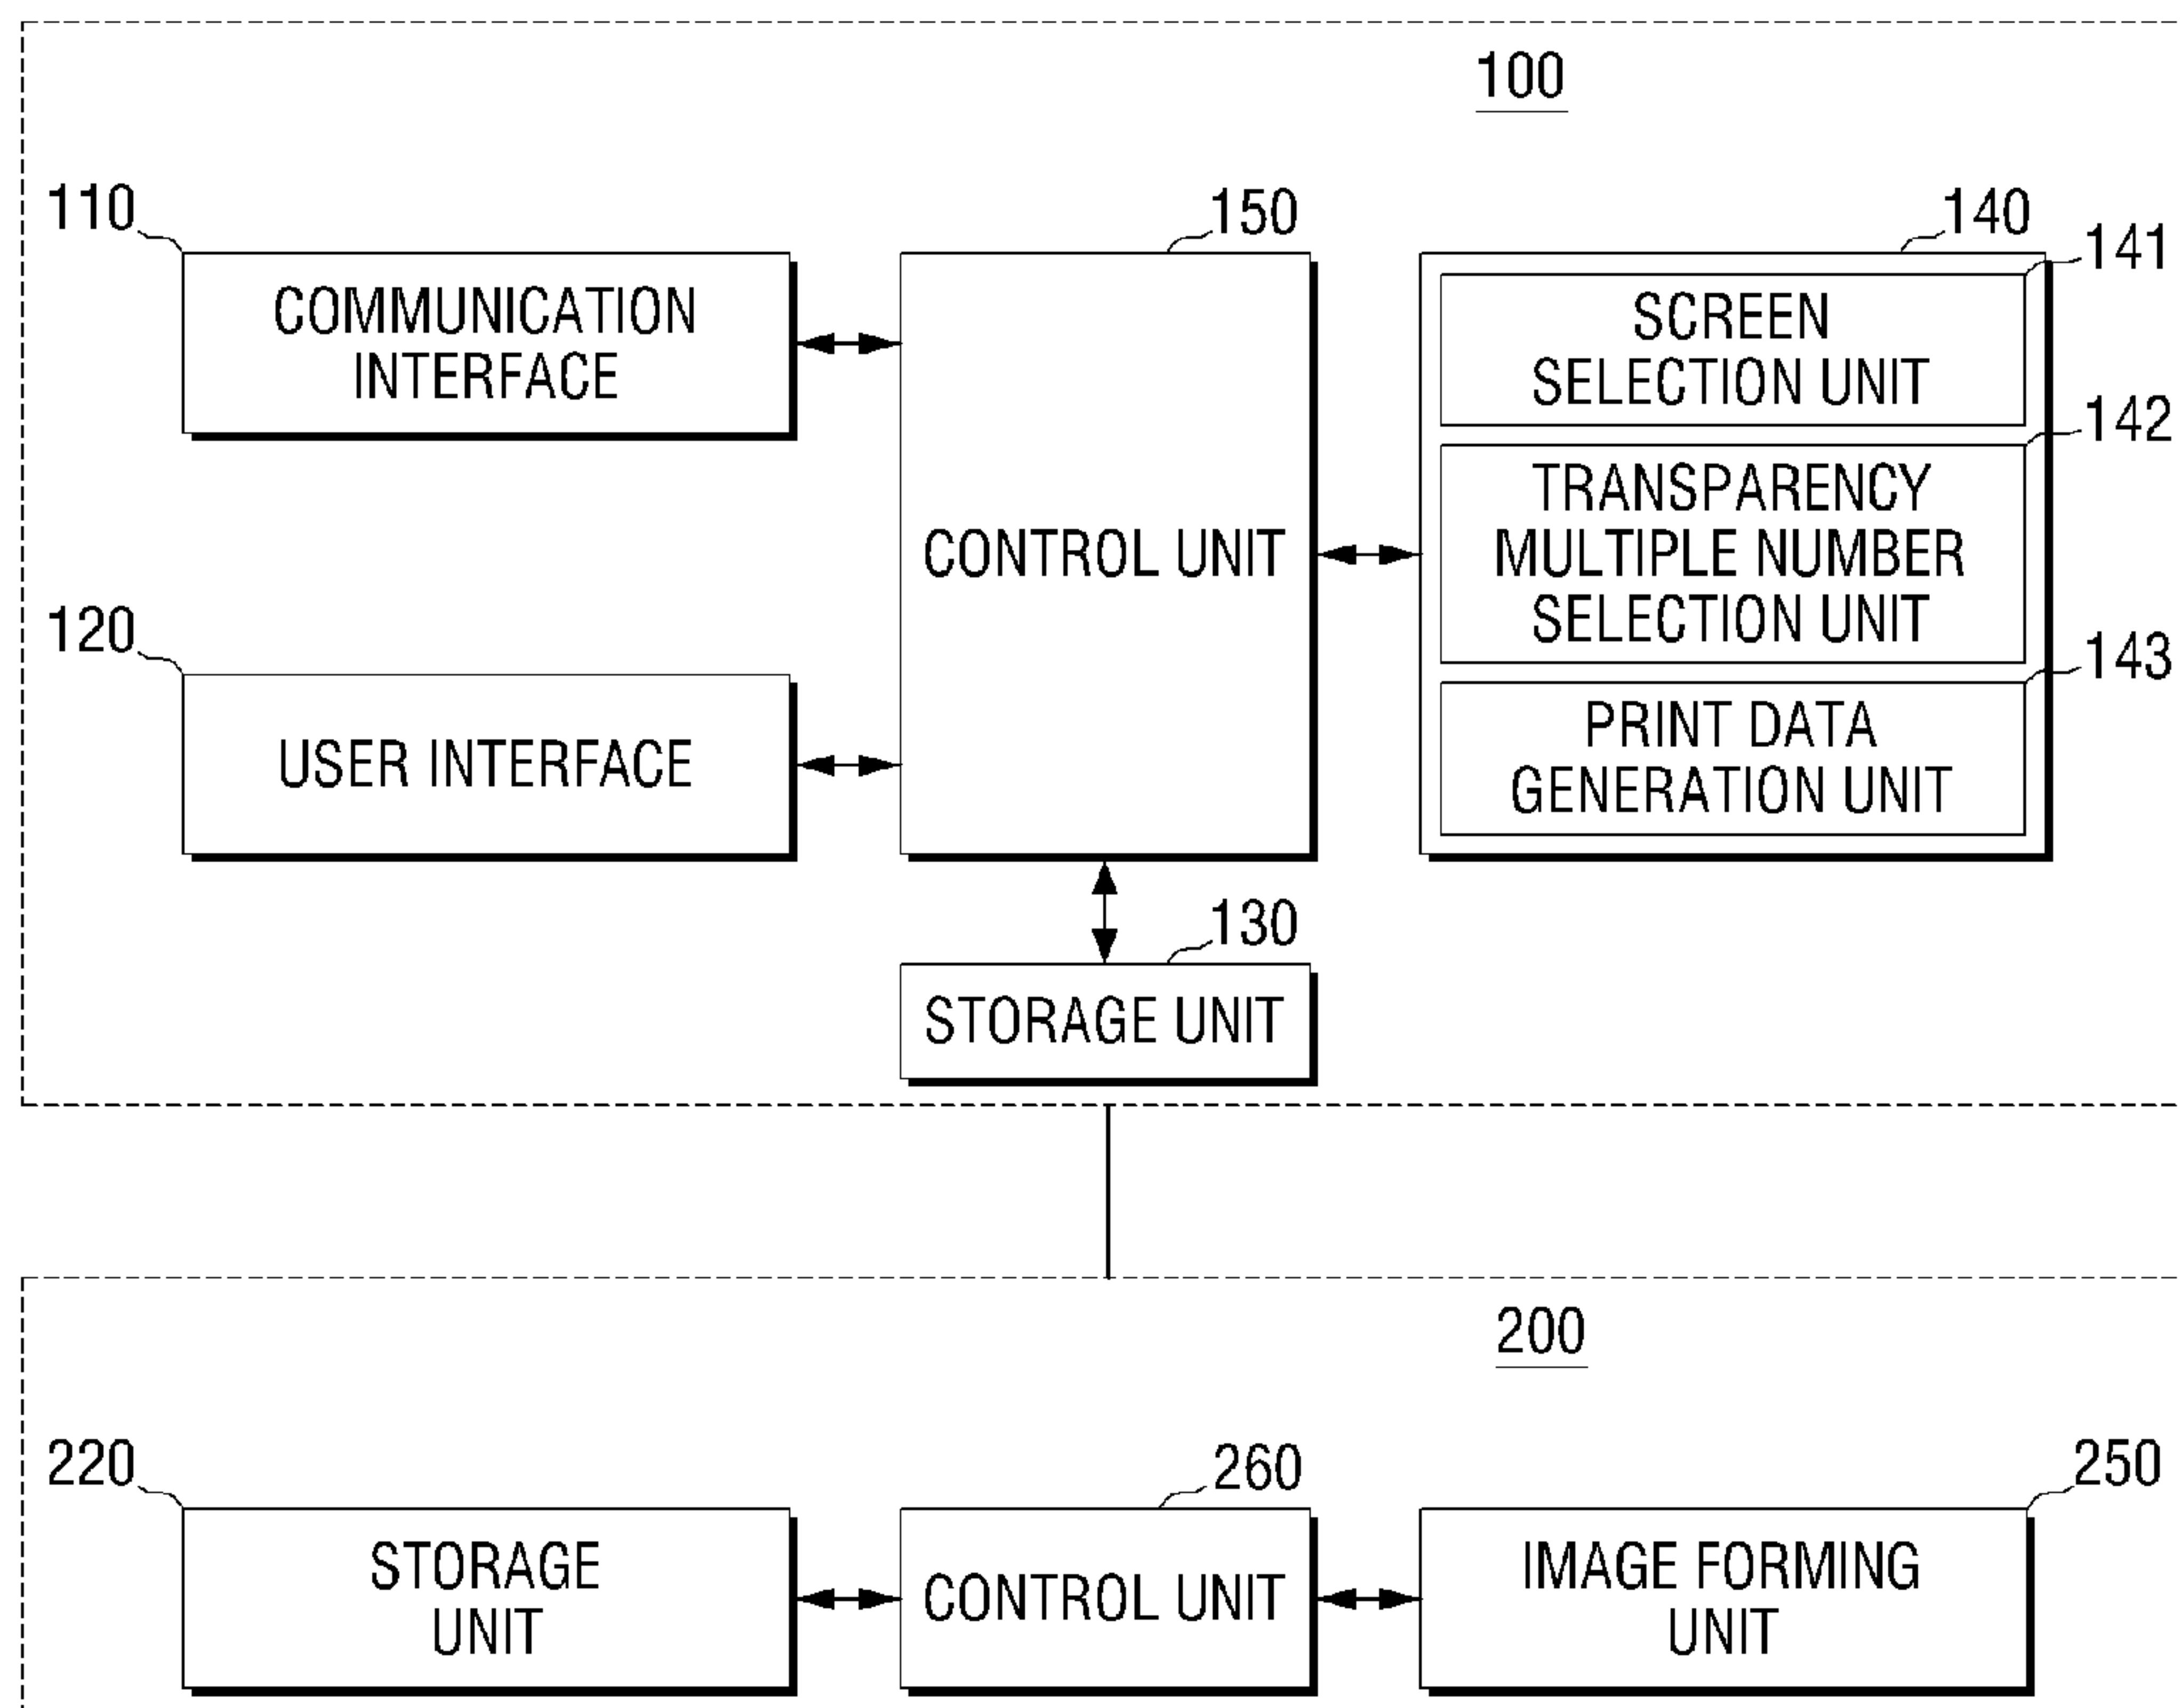 100
110
150
140
141
COMMUNICATION
INTERFACE
SCREEN
SELECTION UNIT
142
CONTROL UNIT
TRANSPARENCY
MULTIPLE NUMBER
SELECTION UNIT
120
143
USER INTERFACE
PRINT DATA
GENERATION UNIT
130
STORAGE UNIT
200
220
260
250
STORAGE
UNIT
CONTROL UNIT
IMAGE FORMING
UNIT